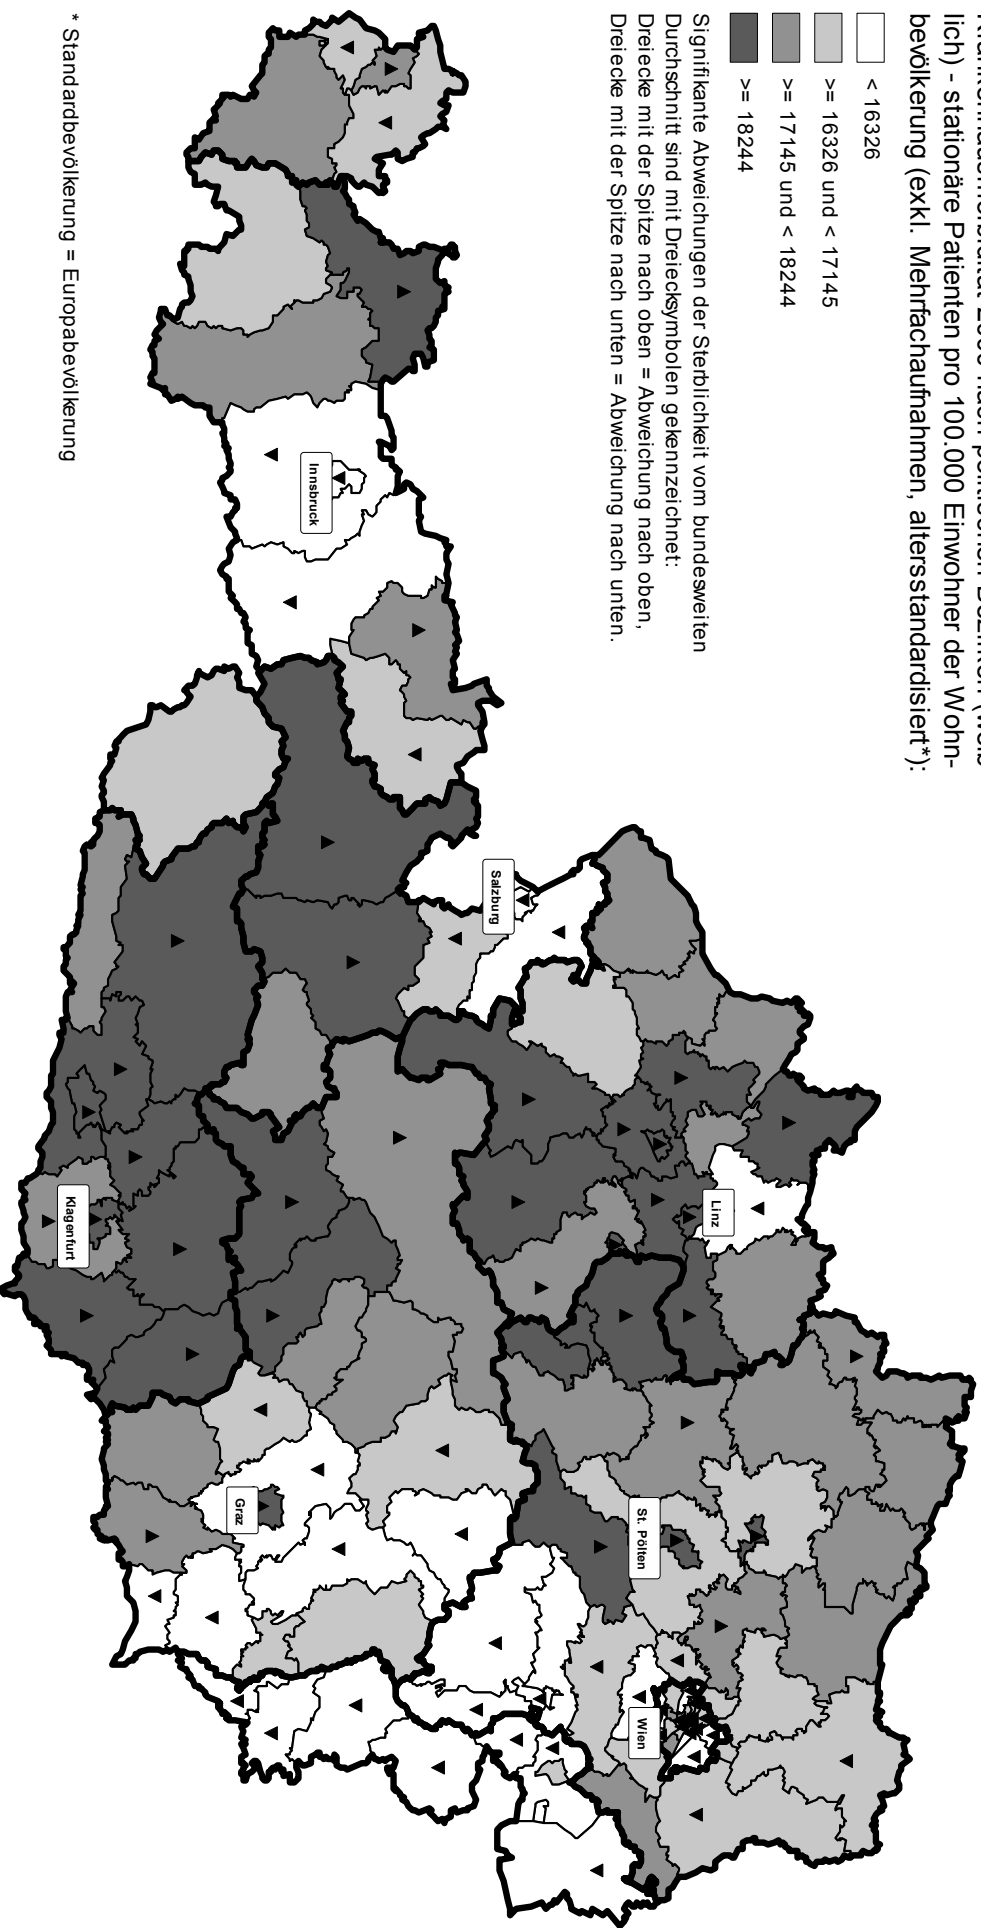 lich) - stationäre Patienten pro 100.000 Einwohner der Wohn-
bevölkerung (exkl. Mehrfachaufnahmen, altersstandardisiert*):
< 16326
>= 16326 und < 17145
>= 17145 und < 18244
>= 18244
Signifikante Abweichungen der Sterblichkeit vom bundesweiten
Durchschnitt sind mit Dreiecksymbolen gekennzeichnet:
Dreiecke mit der Spitze nach oben = Abweichung nach oben,
Dreiecke mit der Spitze nach unten = Abweichung nach unten.
Linz
St. Pölten
Wien
Salzburg
Innsbruck
Graz
Klagenfurt
* Standardbevölkerung = Europabevölkerung